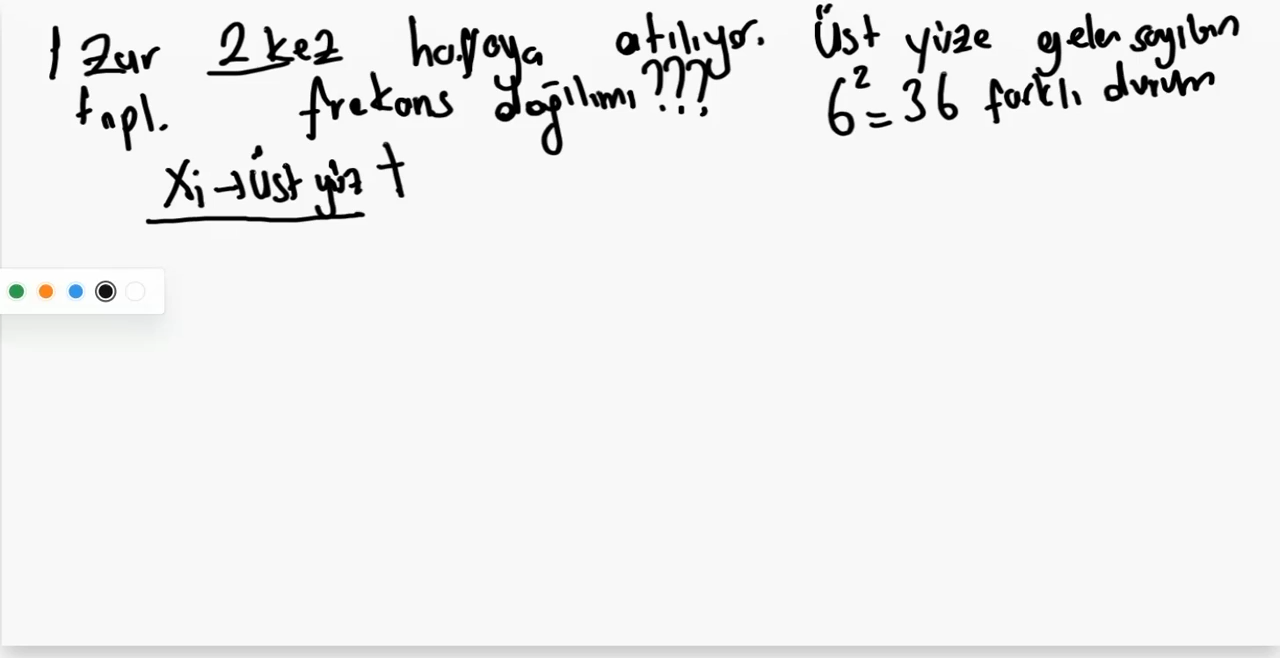 1 Zar 2 kez havaya atılıyor. Üst yüze gelen sayıların
topl. frekans dağılımı ??? 6² = 36 farklı durum
Xi → üst yüz t